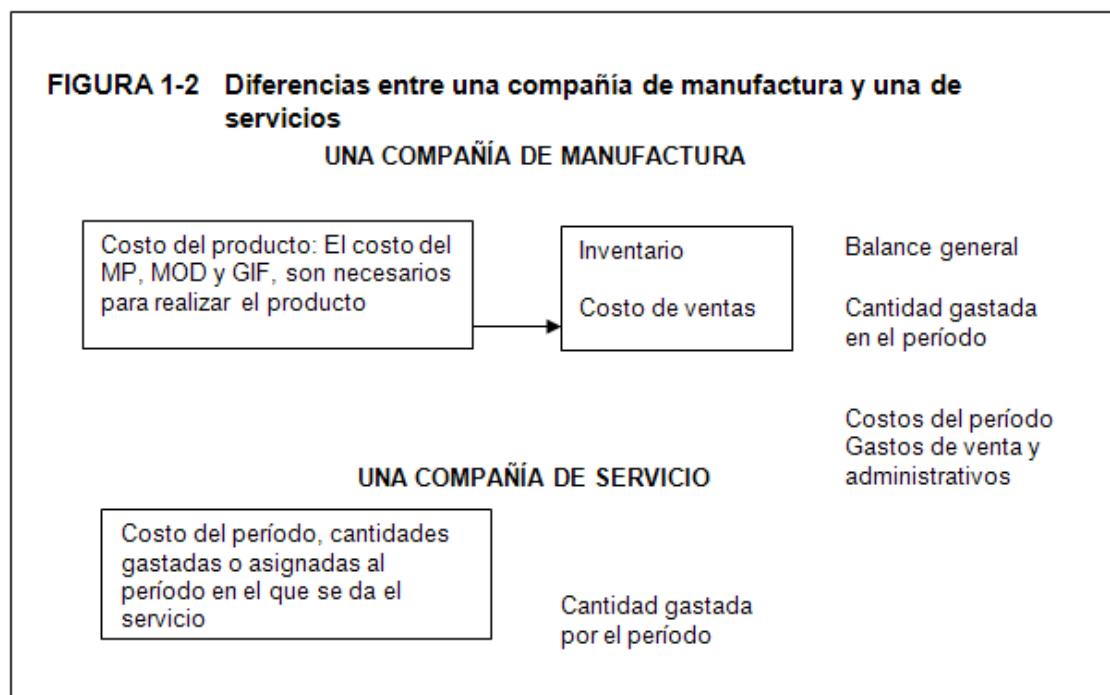 FIGURA 1-2 Diferencias entre una compañía de manufactura y una de
servicios
UNA COMPAÑÍA DE MANUFACTURA
Costo del producto: El costo del
MP, MOD y GIF, son necesarios
para realizar el producto
Inventario
Costo de ventas
Balance general
Cantidad gastada
en el período
Costos del período
Gastos de venta y
administrativos
UNA COMPAÑÍA DE SERVICIO
Costo del período, cantidades
gastadas o asignadas al
período en el que se da el
servicio
Cantidad gastada
por el período